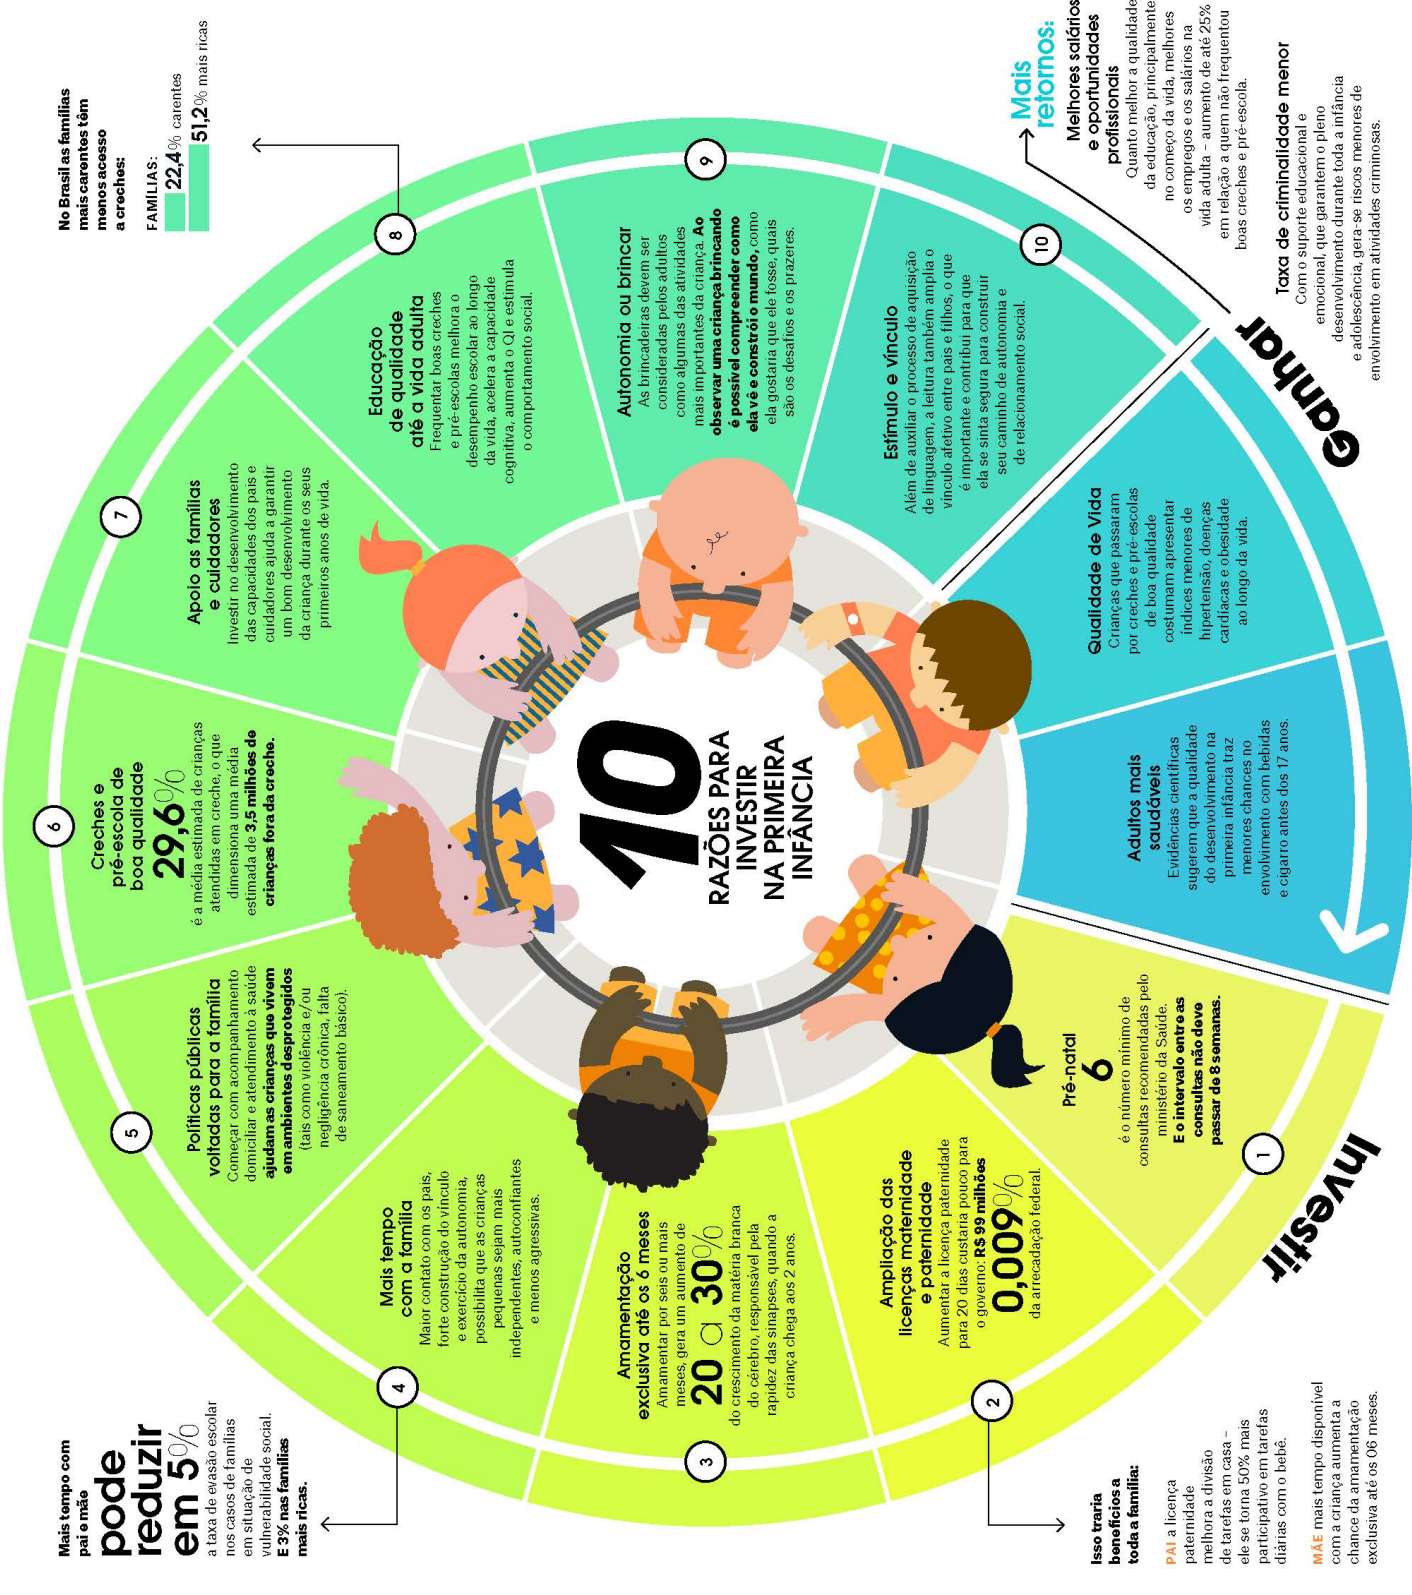 10
RAZÕES PARA
INVESTIR
NA PRIMEIRA
INFÂNCIA
Investir
1
Pré-natal
6
é o número mínimo de
consultas recomendadas pelo
ministério da Saúde.
E o intervalo entre as
consultas não deve
passar de 8 semanas.
2
Ampliação das
licenças maternidade
e paternidade
Aumentar a licença paternidade
para 20 dias custaria pouco para
o governo: R$ 99 milhões
0,009%
da arrecadação federal.
Isso traria
benefícios a
toda a família:
PAI a licença
paternidade
melhora a divisão
de tarefas em casa –
ele se torna 50% mais
participativo em tarefas
diárias com o bebê.
MÃE mais tempo disponível
com a criança aumenta a
chance da amamentação
exclusiva até os 06 meses.
3
Amamentação
exclusiva até os 6 meses
Amamentar por seis ou mais
meses, gera um aumento de
20 a 30%
do crescimento da matéria branca
do cérebro, responsável pela
rapidez das sinapses, quando a
criança chega aos 2 anos.
4
Mais tempo
com a família
Maior contato com os pais,
forte construção do vínculo
e exercício da autonomia,
possibilita que as crianças
pequenas sejam mais
independentes, autoconfiantes
e menos agressivas.
Mais tempo com
pai e mãe
pode
reduzir
em 5%
a taxa de evasão escolar
nos casos de famílias
em situação de
vulnerabilidade social.
E 3% nas famílias
mais ricas.
5
Políticas públicas
voltadas para a família
Começar com acompanhamento
domiciliar e atendimento à saúde
ajudam as crianças que vivem
em ambientes desprotegidos
(tais como violência e/ou
negligência crônica, falta
de saneamento básico).
6
Creches e
pré-escola de
boa qualidade
29,6%
é a média estimada de crianças
atendidas em creche, o que
dimensiona uma média
estimada de 3,5 milhões de
crianças fora da creche.
7
Apoio as famílias
e cuidadores
Investir no desenvolvimento
das capacidades dos pais e
cuidadores ajuda a garantir
um bom desenvolvimento
da criança durante os seus
primeiros anos de vida.
8
Educação
de qualidade
até a vida adulta
Frequentar boas creches
e pré-escolas melhora o
desempenho escolar ao longo
da vida, acelera a capacidade
cognitiva, aumenta o QI e estimula
o comportamento social.
No Brasil as famílias
mais carentes têm
menos acesso
a creches:
FAMÍLIAS:
22,4% carentes
51,2% mais ricas
9
Autonomia ou brincar
As brincadeiras devem ser
consideradas pelos adultos
como algumas das atividades
mais importantes da criança. Ao
observar uma criança brincando
é possível compreender como
ela vê e constrói o mundo, como
ela gostaria que ele fosse, quais
são os desafios e os prazeres.
10
Estímulo e vínculo
Além de auxiliar o processo de aquisição
de linguagem, a leitura também amplia o
vínculo afetivo entre pais e filhos, o que
é importante e contribui para que
ela se sinta segura para construir
seu caminho de autonomia e
de relacionamento social.
Ganhar
Qualidade de Vida
Crianças que passaram
por creches e pré-escolas
de boa qualidade
costumam apresentar
índices menores de
hipertensão, doenças
cardíacas e obesidade
ao longo da vida.
Adultos mais
saudáveis
Evidências científicas
sugerem que a qualidade
do desenvolvimento na
primeira infância traz
menores chances no
envolvimento com bebidas
e cigarro antes dos 17 anos.
Mais
retornos:
Melhores salários
e oportunidades
profissionais
Quanto melhor a qualidade
da educação, principalmente
no começo da vida, melhores
os empregos e os salários na
vida adulta – aumento de até 25%
em relação a quem não frequentou
boas creches e pré-escola.
Taxa de criminalidade menor
Com o suporte educacional e
emocional, que garantem o pleno
desenvolvimento durante toda a infância
e adolescência, gera-se riscos menores de
envolvimento em atividades criminosas.